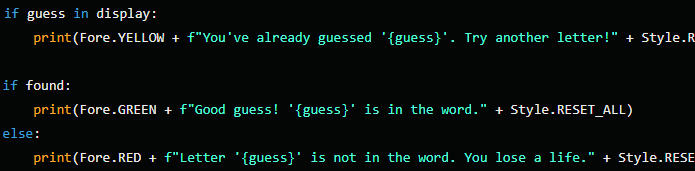 if guess in display:
    print(Fore.YELLOW + f"You've already guessed '{guess}'. Try another letter!" + Style.R
if found:
    print(Fore.GREEN + f"Good guess! '{guess}' is in the word." + Style.RESET_ALL)
else:
    print(Fore.RED + f"Letter '{guess}' is not in the word. You lose a life." + Style.RESE